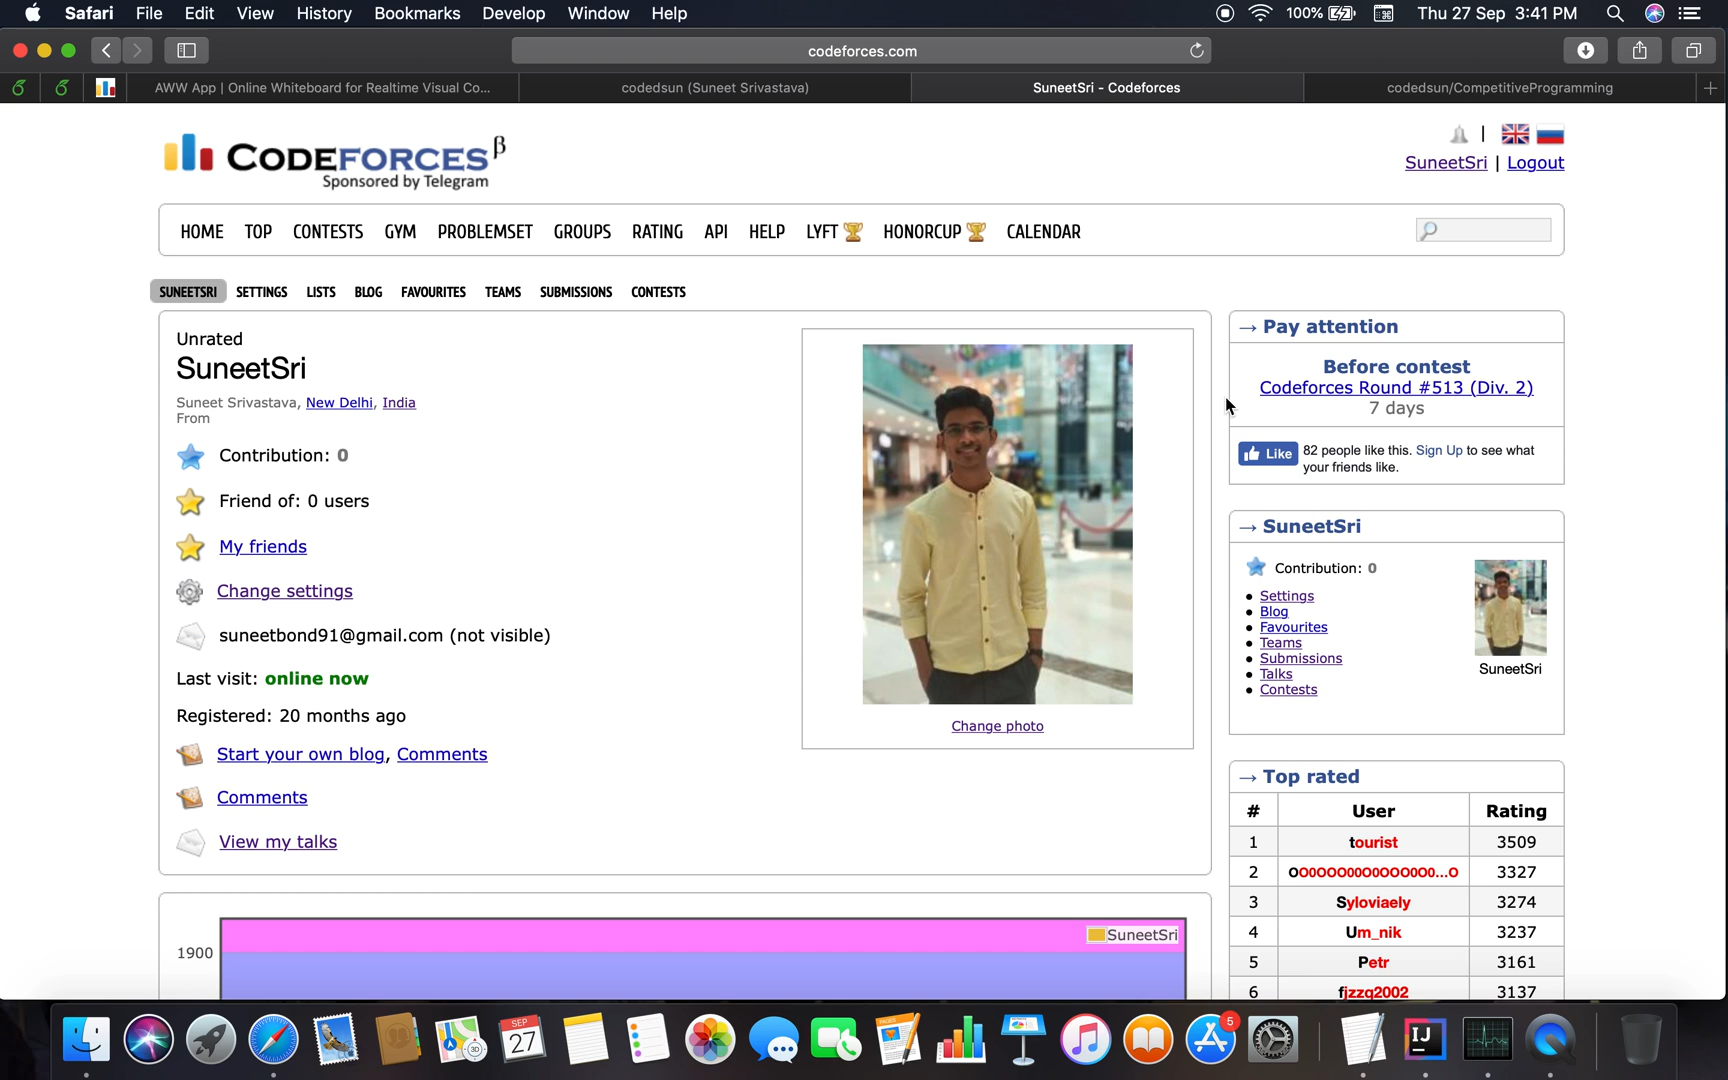 Safari File Edit View History Bookmarks Develop Window Help 100% Thu 27 Sep 3:41 PM
codeforces.com
AWW App | Online Whiteboard for Realtime Visual Co... codedsun (Suneet Srivastava) SuneetSri - Codeforces codedsun/CompetitiveProgramming
CODEFORCES β
Sponsored by Telegram
SuneetSri | Logout
HOME TOP CONTESTS GYM PROBLEMSET GROUPS RATING API HELP LYFT HONORCUP CALENDAR
SUNEETSRI SETTINGS LISTS BLOG FAVOURITES TEAMS SUBMISSIONS CONTESTS
Unrated
SuneetSri
Suneet Srivastava, New Delhi, India
From
Contribution: 0
Friend of: 0 users
My friends
Change settings
suneetbond91@gmail.com (not visible)
Last visit: online now
Registered: 20 months ago
Start your own blog, Comments
Comments
View my talks
Change photo
1900
SuneetSri
→ Pay attention
Before contest
Codeforces Round #513 (Div. 2)
7 days
Like 82 people like this. Sign Up to see what
your friends like.
→ SuneetSri
Contribution: 0
Settings
Blog
Favourites
Teams
Submissions
Talks
Contests
SuneetSri
→ Top rated
# User Rating
1 tourist 3509
2 3327
3 Syloviaely 3274
4 Um_nik 3237
5 Petr 3161
6 fjzzq2002 3137
SEP
27
3D
5
IJ